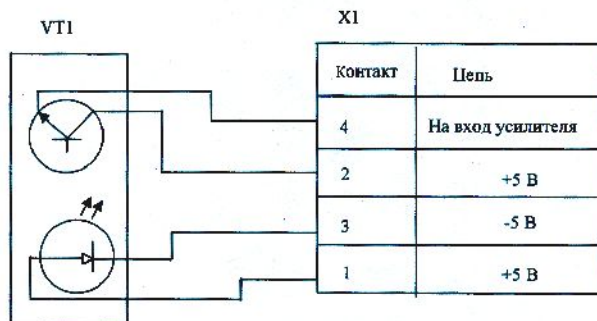 VT1
X1
Контакт Цепь
4 На вход усилителя
2 +5 В
3 -5 В
1 +5 В